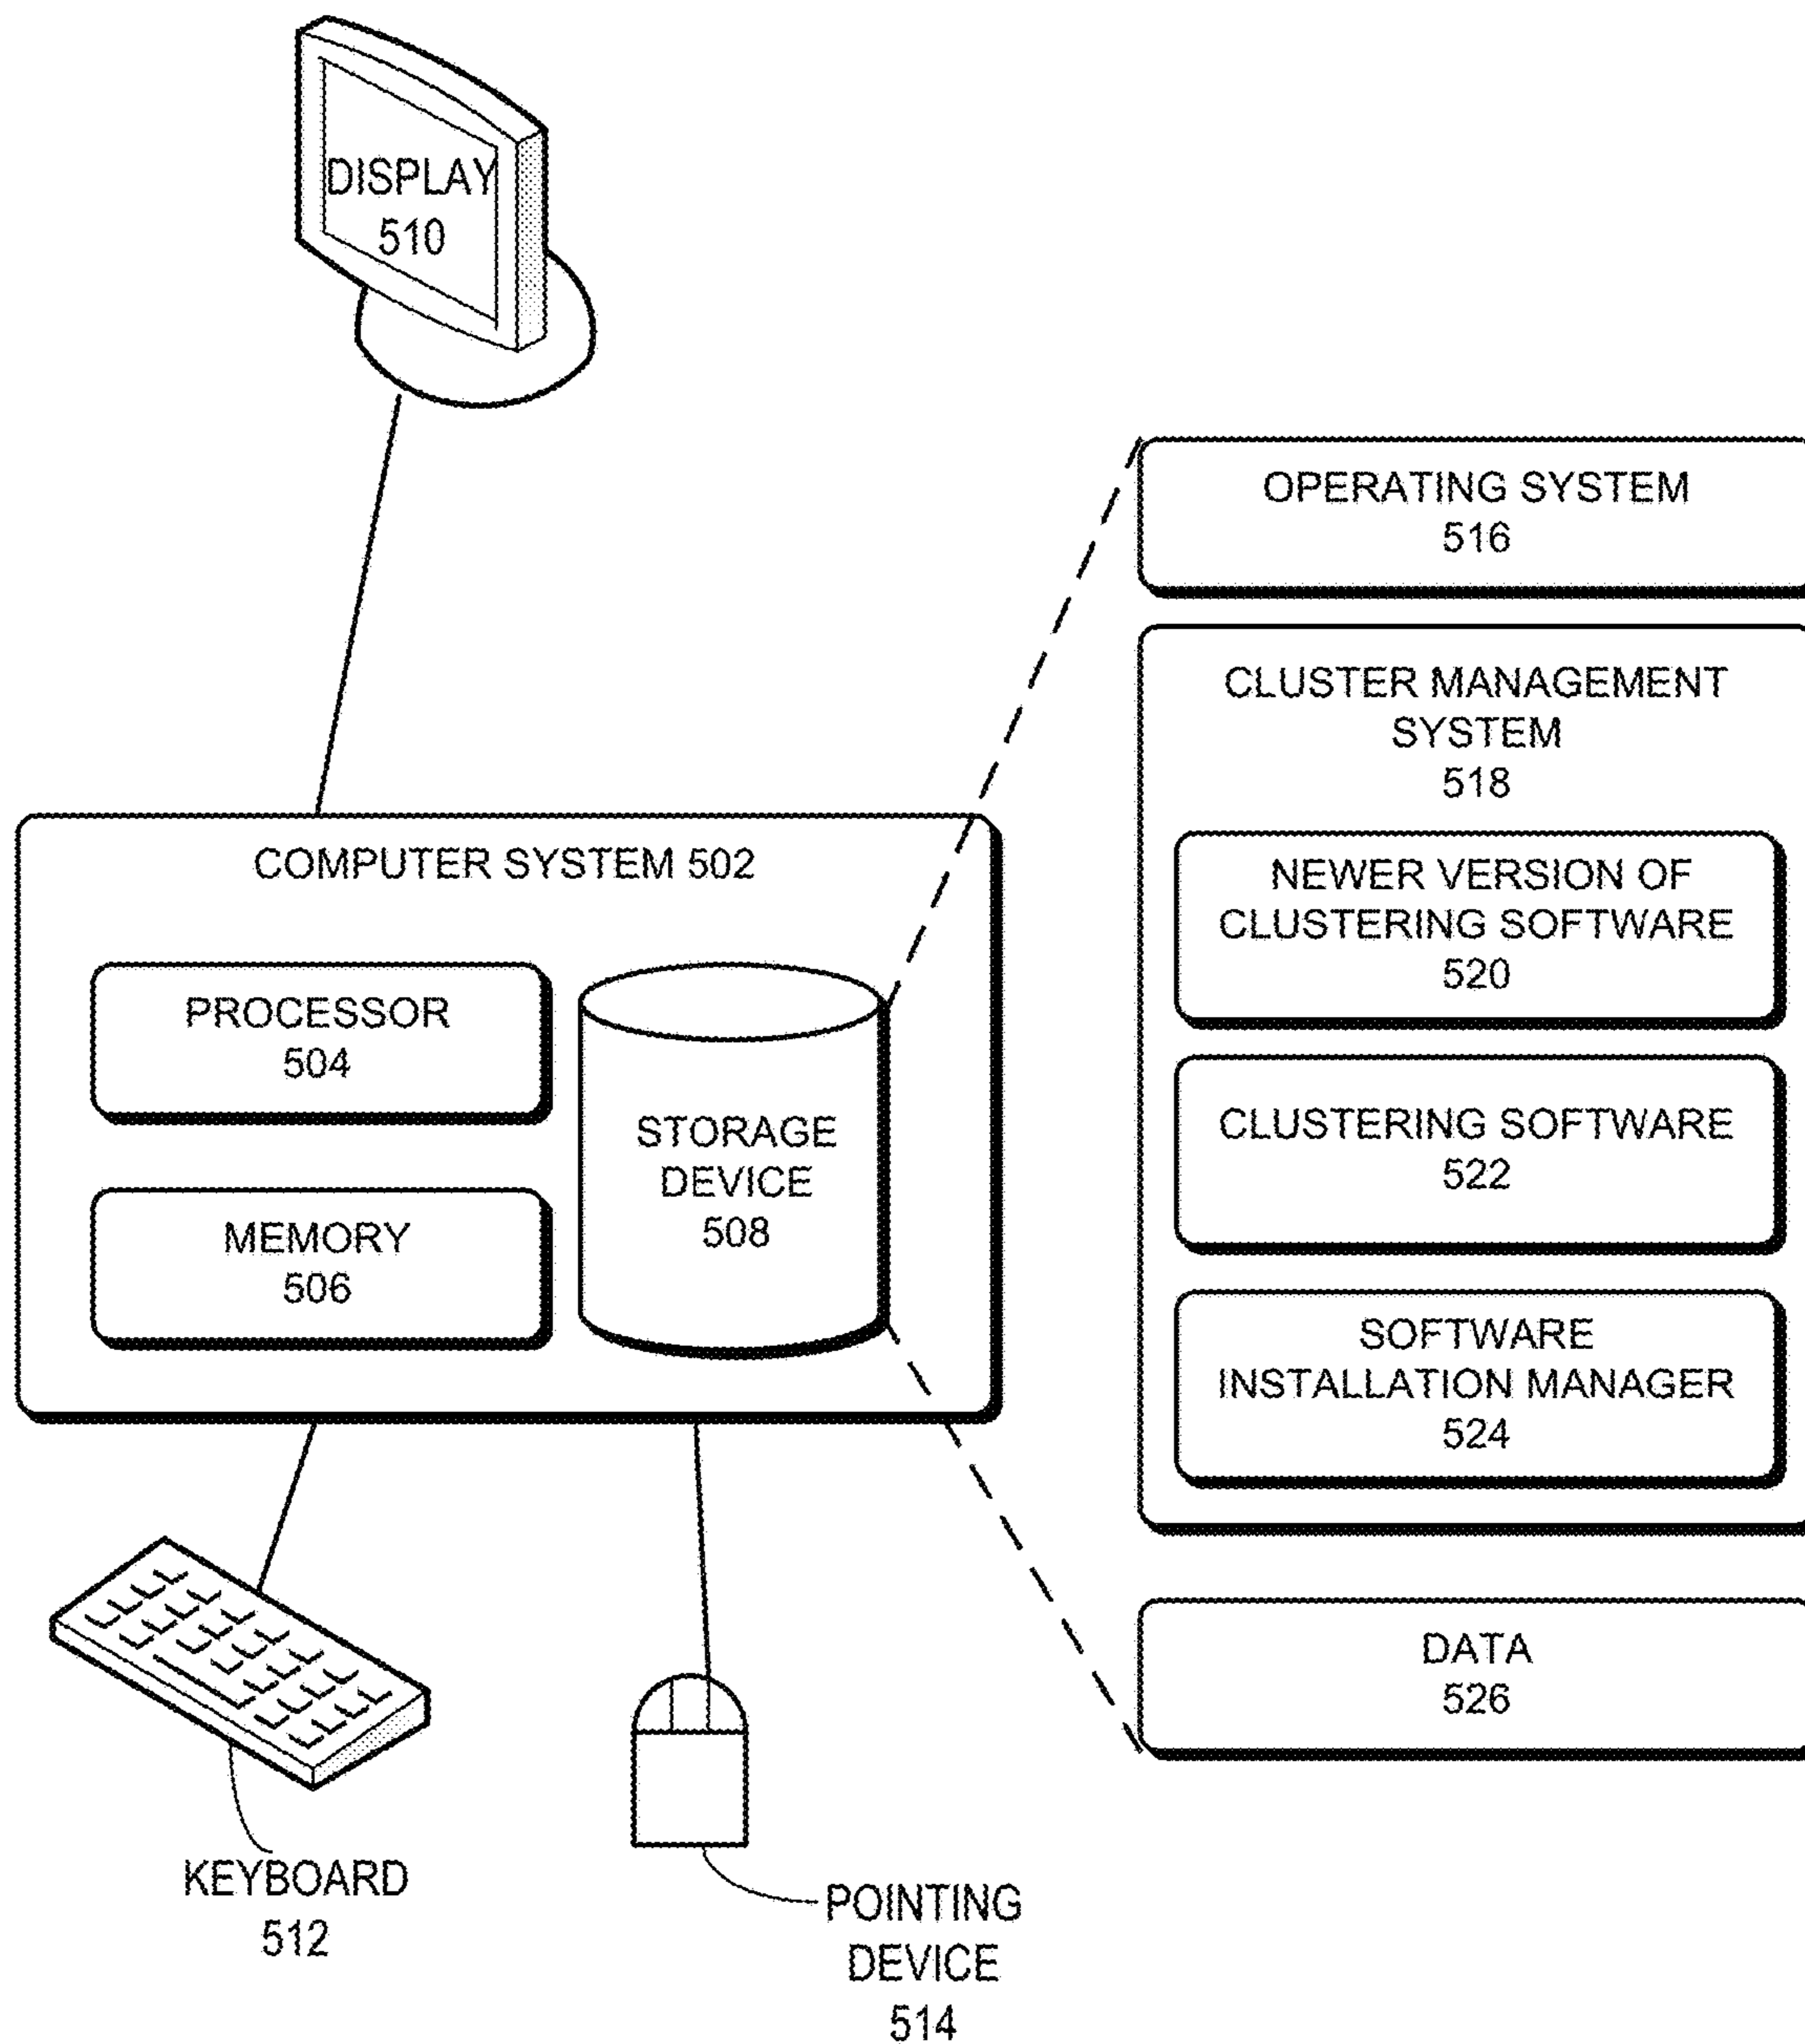 DISPLAY
510
OPERATING SYSTEM
516
CLUSTER MANAGEMENT
SYSTEM
518
NEWER VERSION OF
CLUSTERING SOFTWARE
520
CLUSTERING SOFTWARE
522
SOFTWARE
INSTALLATION MANAGER
524
DATA
526
COMPUTER SYSTEM 502
PROCESSOR
504
MEMORY
506
STORAGE
DEVICE
508
KEYBOARD
512
POINTING
DEVICE
514